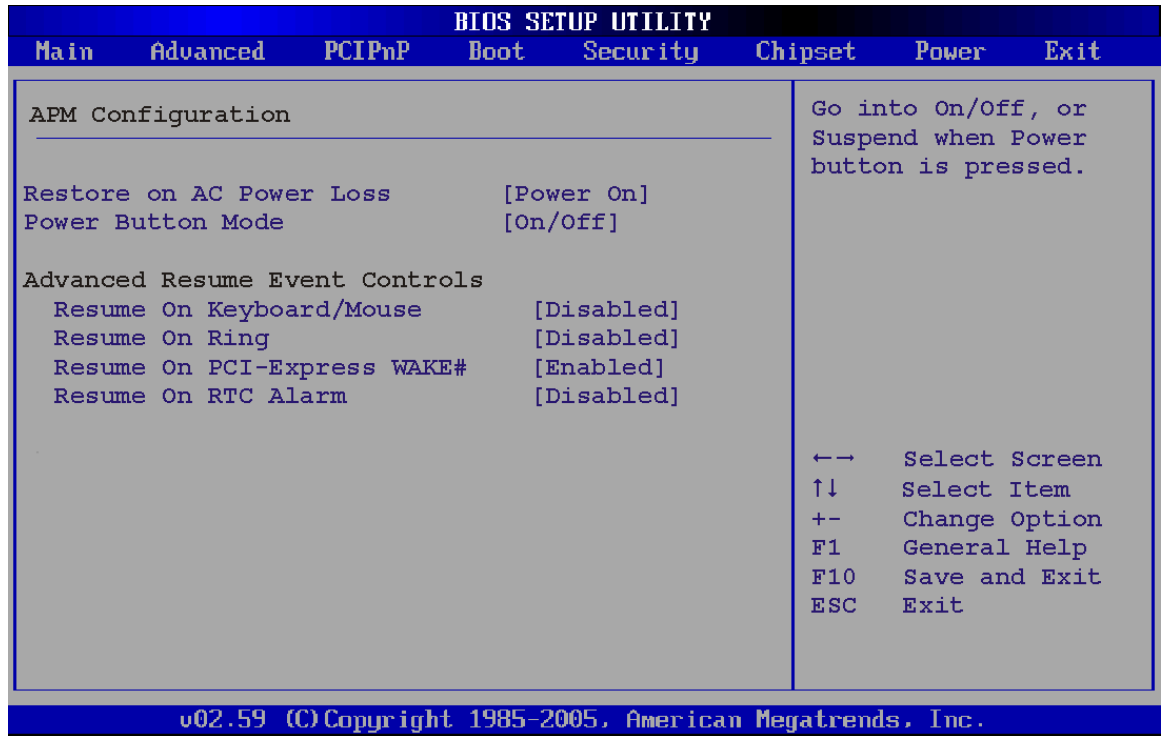 BIOS SETUP UTILITY
Main Advanced PCIPnP Boot Security Chipset Power Exit
APM Configuration
Restore on AC Power Loss [Power On]
Power Button Mode [On/Off]
Advanced Resume Event Controls
Resume On Keyboard/Mouse [Disabled]
Resume On Ring [Disabled]
Resume On PCI-Express WAKE# [Enabled]
Resume On RTC Alarm [Disabled]
Go into On/Off, or
Suspend when Power
button is pressed.
←→ Select Screen
↑↓ Select Item
+- Change Option
F1 General Help
F10 Save and Exit
ESC Exit
v02.59 (C)Copyright 1985-2005, American Megatrends, Inc.